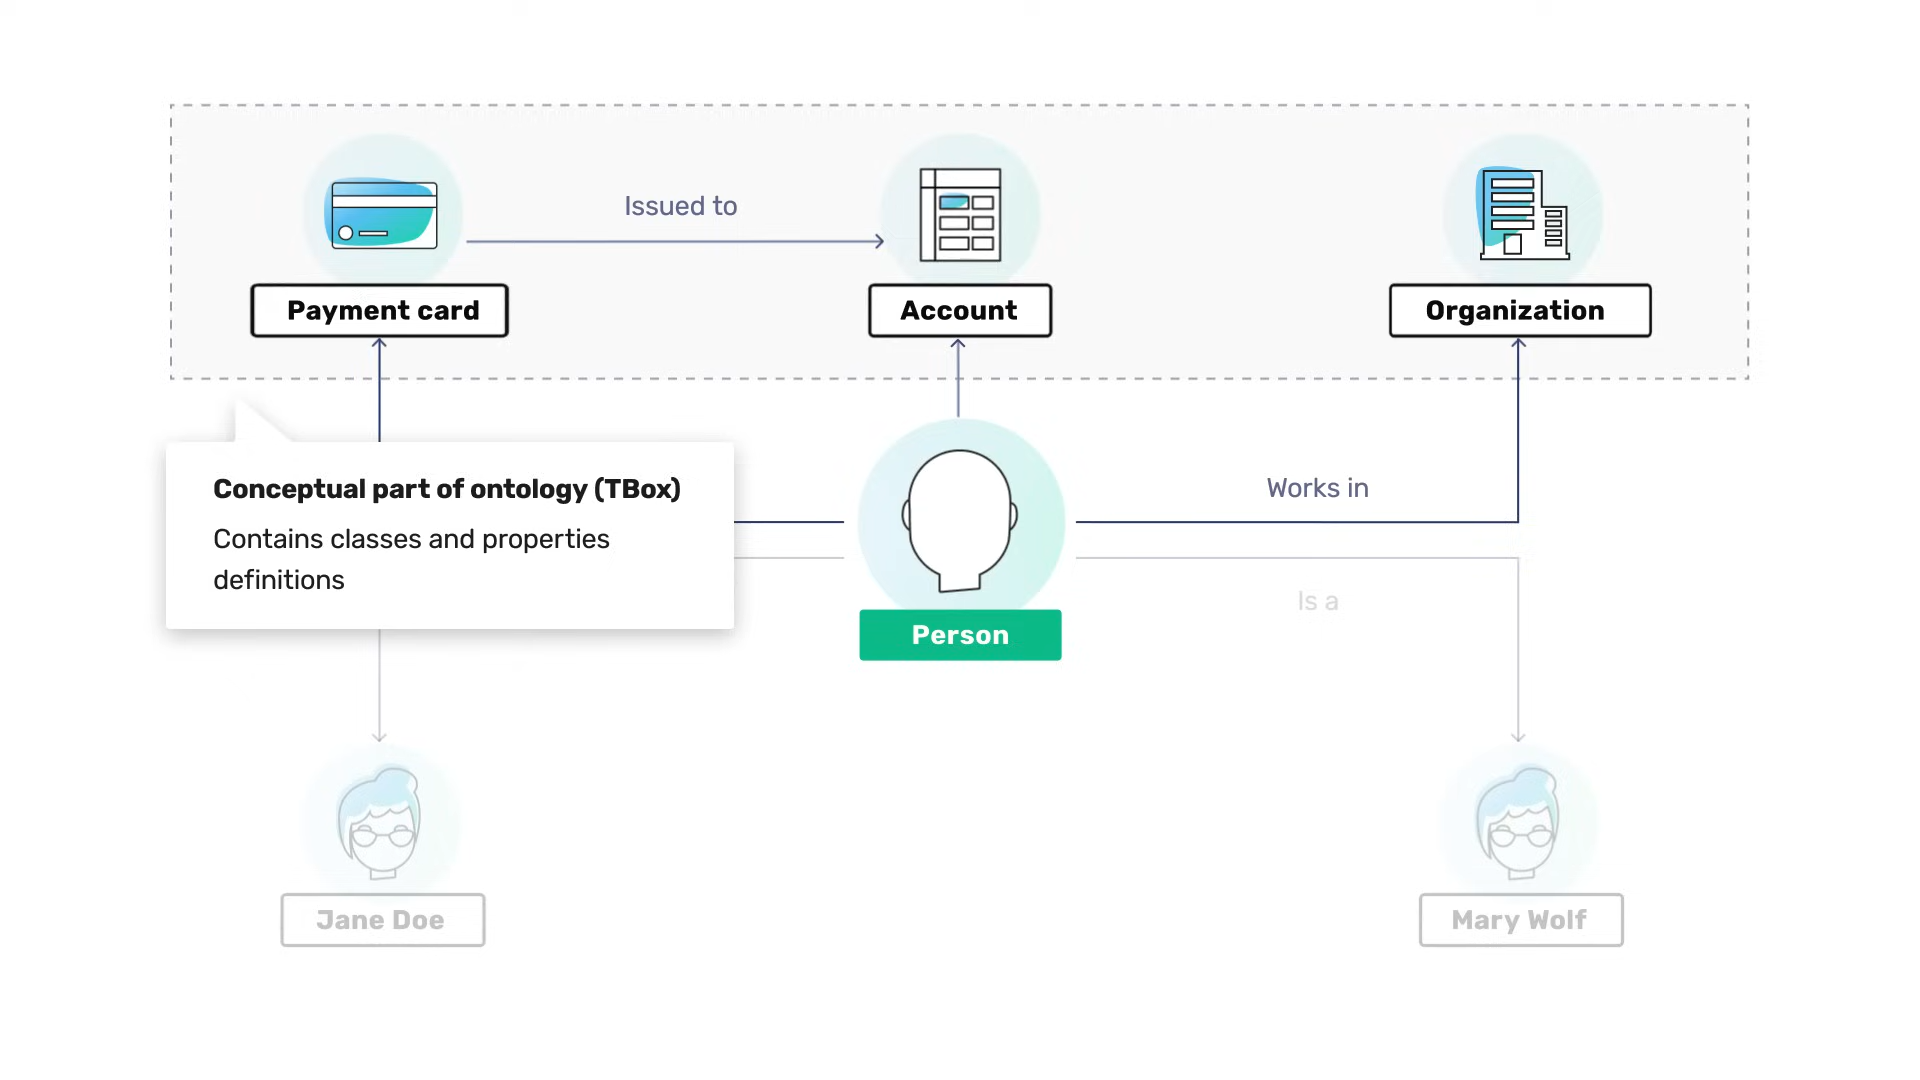 Issued to
Payment card
Account
Organization
Conceptual part of ontology (TBox)
Contains classes and properties
definitions
Works in
Is a
Person
Jane Doe
Mary Wolf